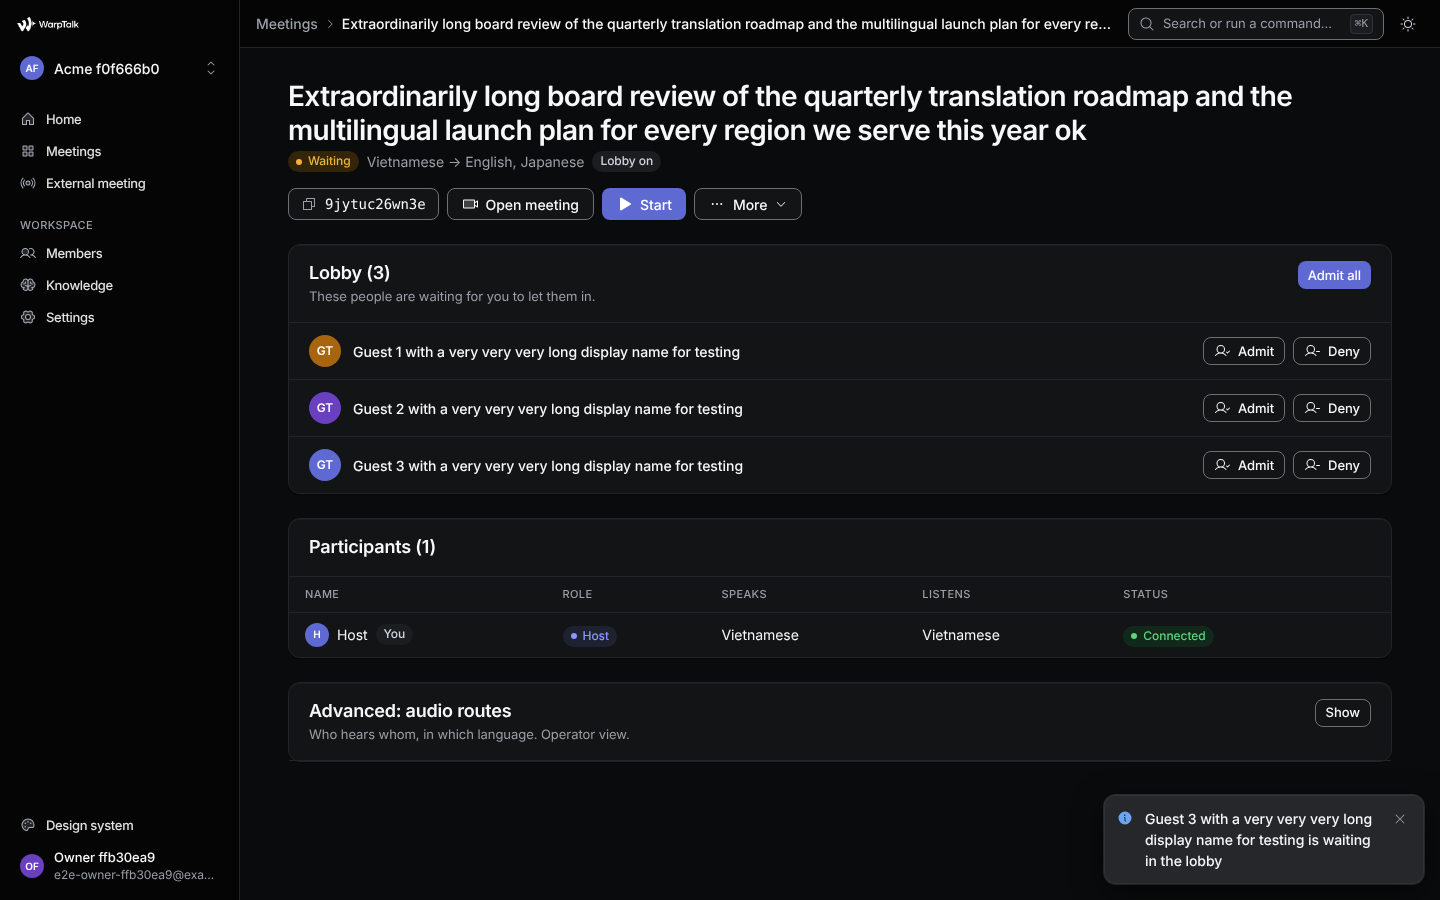 WarpTalk
Meetings > Extraordinarily long board review of the quarterly translation roadmap and the multilingual launch plan for every re...
Search or run a command... ⌘K
AF Acme f0f666b0
Home
Meetings
External meeting
WORKSPACE
Members
Knowledge
Settings
Extraordinarily long board review of the quarterly translation roadmap and the
multilingual launch plan for every region we serve this year ok
Waiting Vietnamese → English, Japanese Lobby on
9jytuc26wn3e Open meeting Start More
Lobby (3)
These people are waiting for you to let them in.
Admit all
GT Guest 1 with a very very very long display name for testing Admit Deny
GT Guest 2 with a very very very long display name for testing Admit Deny
GT Guest 3 with a very very very long display name for testing Admit Deny
Participants (1)
NAME ROLE SPEAKS LISTENS STATUS
H Host You Host Vietnamese Vietnamese Connected
Advanced: audio routes
Who hears whom, in which language. Operator view.
Show
Design system
OF Owner ffb30ea9
e2e-owner-ffb30ea9@exa...
Guest 3 with a very very very long
display name for testing is waiting
in the lobby